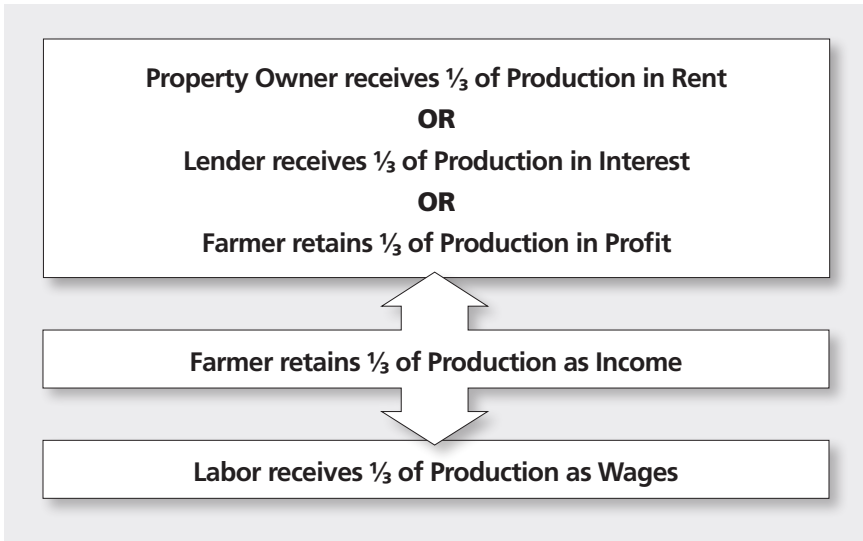 Property Owner receives ⅓ of Production in Rent
OR
Lender receives ⅓ of Production in Interest
OR
Farmer retains ⅓ of Production in Profit
Farmer retains ⅓ of Production as Income
Labor receives ⅓ of Production as Wages